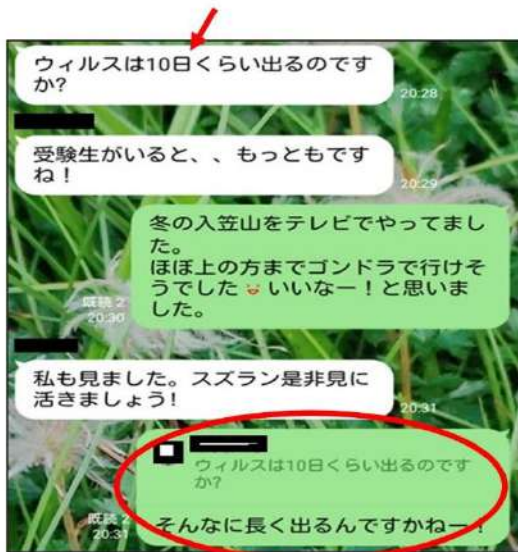 ウィルスは10日くらい出るのです
か?
20:28
受験生がいると、、もっともです
ね！
20:29
冬の入笠山をテレビでやってまし
た。
ほぼ上の方までゴンドラで行けそ
うでした いいなー！と思いま
した。
既読 2
20:30
私も見ました。スズラン是非見に
活きましょう!
20:31
ウィルスは10日くらい出るのです
か?
そんなに長く出るんですかねー！
既読 2
20:31